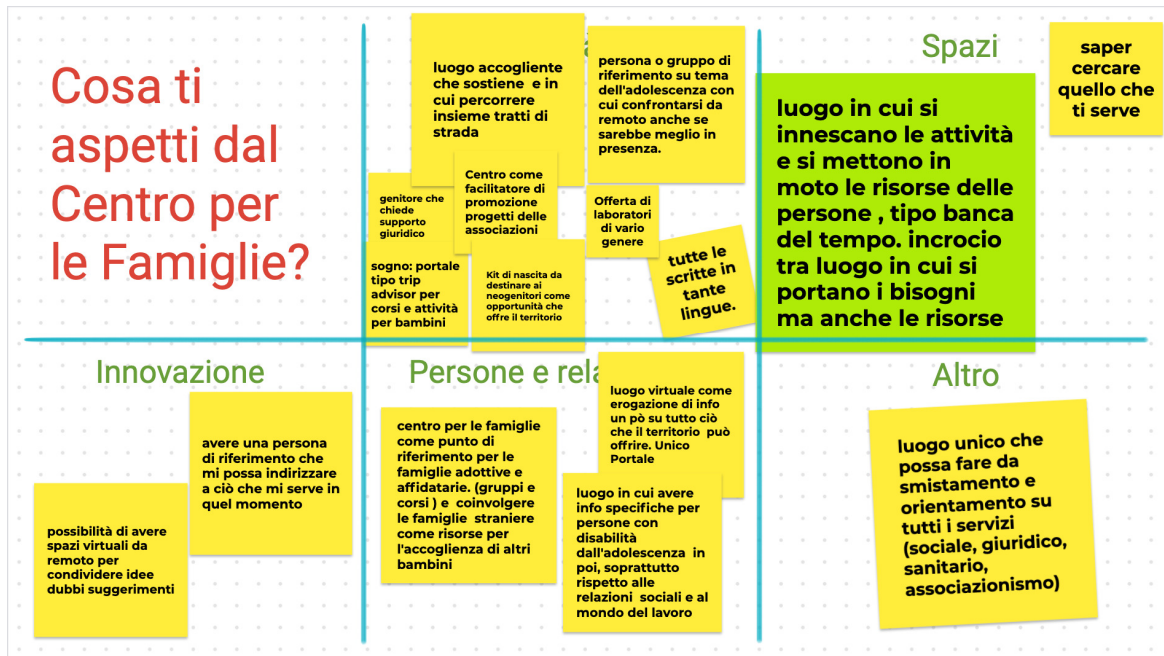 Cosa ti
aspetti dal
Centro per
le Famiglie?
luogo accogliente
che sostiene e in
cui percorrere
insieme tratti di
strada
persona o gruppo di
riferimento su tema
dell'adolescenza con
cui confrontarsi da
remoto anche se
sarebbe meglio in
presenza.
genitore che
chiede
supporto
giuridico
Centro come
facilitatore di
promozione
progetti delle
associazioni
Offerta di
laboratori
di vario
genere
sogno: portale
tipo trip
advisor per
corsi e attività
per bambini
Kit di nascita da
destinare ai
neogenitori come
opportunità che
offre il territorio
tutte le
scritte in
tante
lingue.
Spazi
saper
cercare
quello che
ti serve
luogo in cui si
innescano le attività
e si mettono in
moto le risorse delle
persone , tipo banca
del tempo. incrocio
tra luogo in cui si
portano i bisogni
ma anche le risorse
Innovazione
avere una persona
di riferimento che
mi possa indirizzare
a ciò che mi serve in
quel momento
possibilità di avere
spazi virtuali da
remoto per
condividere idee
dubbi suggerimenti
Persone e rela
centro per le famiglie
come punto di
riferimento per le
famiglie adottive e
affidatarie. (gruppi e
corsi ) e coinvolgere
le famiglie straniere
come risorse per
l'accoglienza di altri
bambini
luogo virtuale come
erogazione di info
un pò su tutto ciò
che il territorio può
offrire. Unico
Portale
luogo in cui avere
info specifiche per
persone con
disabilità
dall'adolescenza in
poi, soprattutto
rispetto alle
relazioni sociali e al
mondo del lavoro
Altro
luogo unico che
possa fare da
smistamento e
orientamento su
tutti i servizi
(sociale, giuridico,
sanitario,
associazionismo)